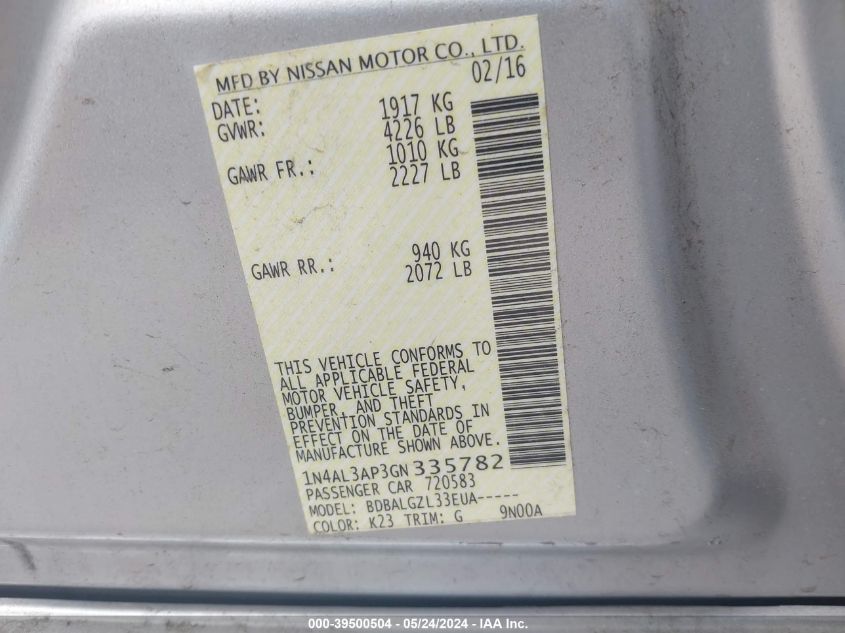 MFD BY NISSAN MOTOR CO., LTD.
DATE: 02/16
GVWR: 1917 KG
4226 LB
GAWR FR.: 1010 KG
2227 LB
GAWR RR.: 940 KG
2072 LB
THIS VEHICLE CONFORMS TO
ALL APPLICABLE FEDERAL
MOTOR VEHICLE SAFETY,
BUMPER, AND THEFT
PREVENTION STANDARDS IN
EFFECT ON THE DATE OF
MANUFACTURE SHOWN ABOVE.
1N4AL3AP3GN335782
PASSENGER CAR 720583
MODEL: BDBALGZL33EUA-----
COLOR: K23 TRIM: G 9N00A
000-39500504 - 05/24/2024 - IAA Inc.